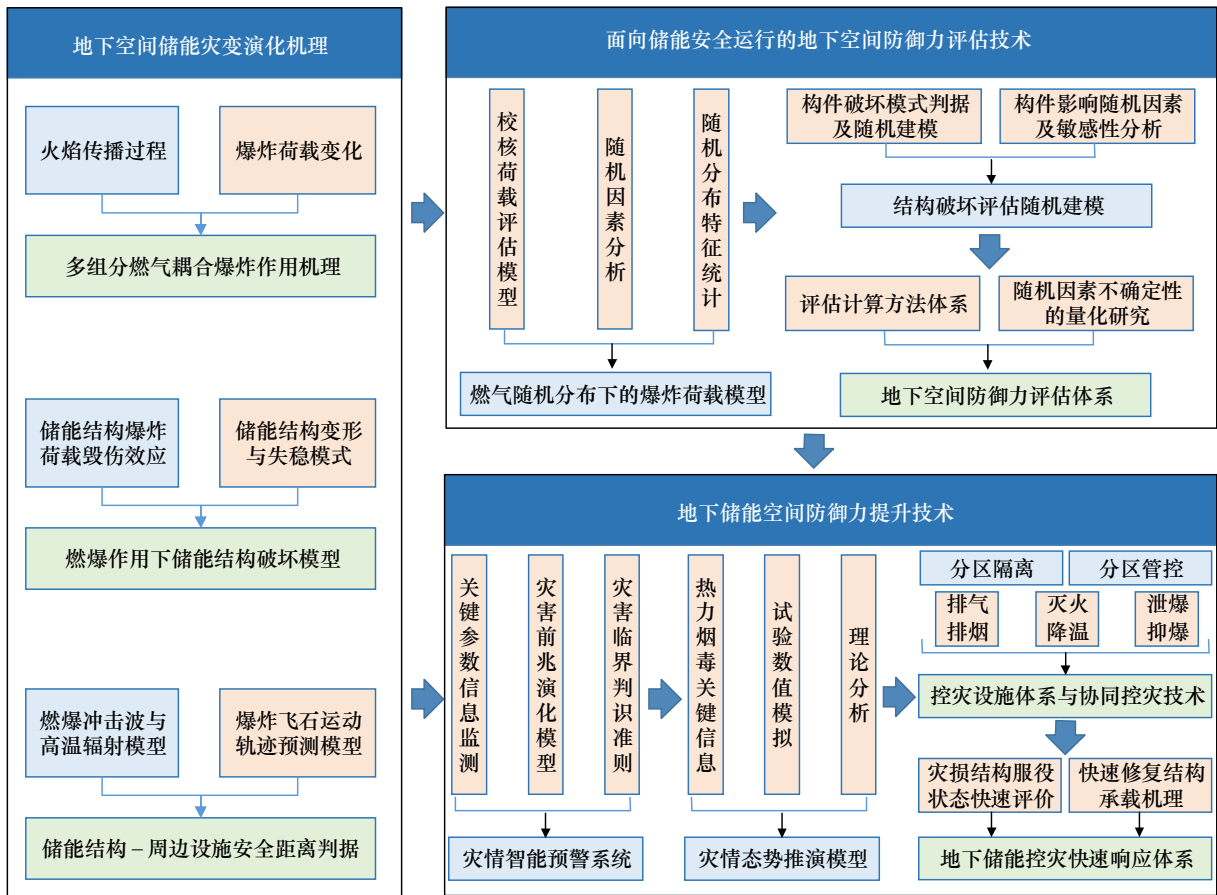 地下空间储能灾变演化机理
火焰传播过程
爆炸荷载变化
多组分燃气耦合爆炸作用机理
储能结构爆炸
荷载毁伤效应
储能结构变形
与失稳模式
燃爆作用下储能结构破坏模型
燃爆冲击波与
高温辐射模型
爆炸飞石运动
轨迹预测模型
储能结构－周边设施安全距离判据
面向储能安全运行的地下空间防御力评估技术
校核荷载评估模型
随机因素分析
随机分布特征统计
燃气随机分布下的爆炸荷载模型
构件破坏模式判据
及随机建模
构件影响随机因素
及敏感性分析
结构破坏评估随机建模
评估计算方法体系
随机因素不确定性
的量化研究
地下空间防御力评估体系
地下储能空间防御力提升技术
关键参数信息监测
灾害前兆演化模型
灾害临界判识准则
灾情智能预警系统
热力烟毒关键信息
试验数值模拟
理论分析
灾情态势推演模型
分区隔离
分区管控
排气
排烟
灭火
降温
泄爆
抑爆
控灾设施体系与协同控灾技术
灾损结构服役
状态快速评价
快速修复结构
承载机理
地下储能控灾快速响应体系